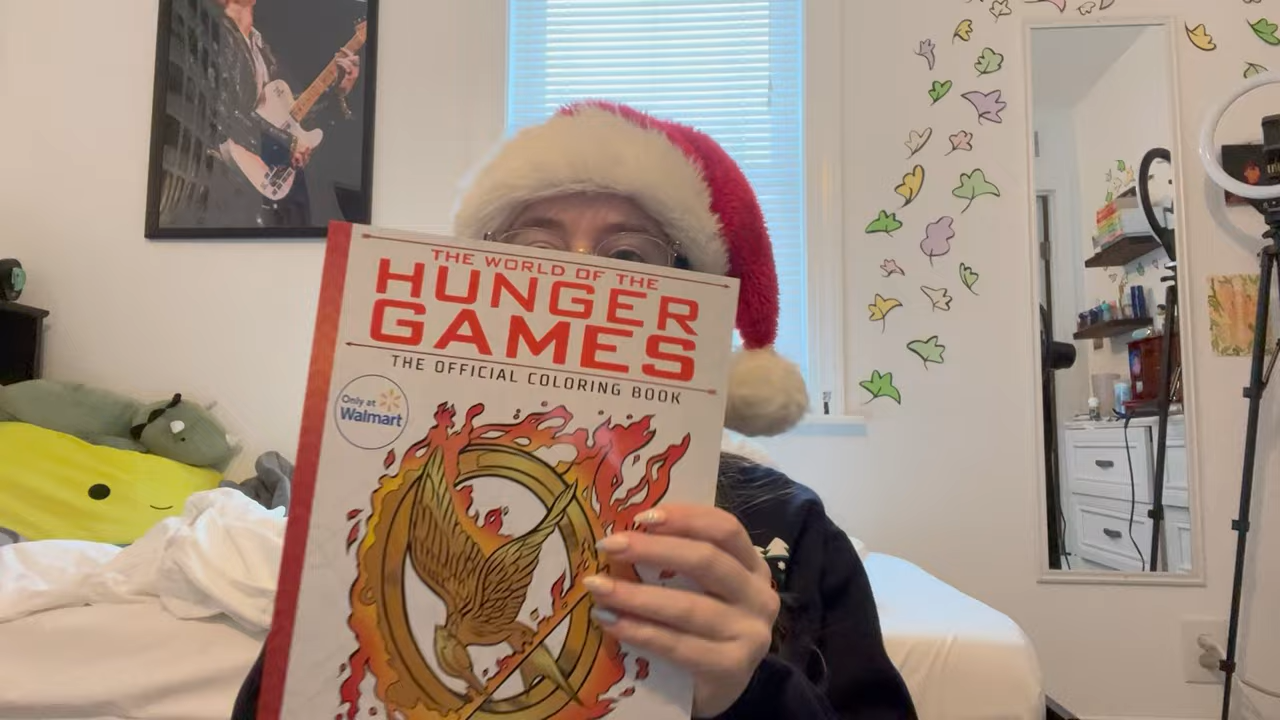 THE WORLD OF THE
HUNGER
GAMES
THE OFFICIAL COLORING BOOK
Only at
Walmart